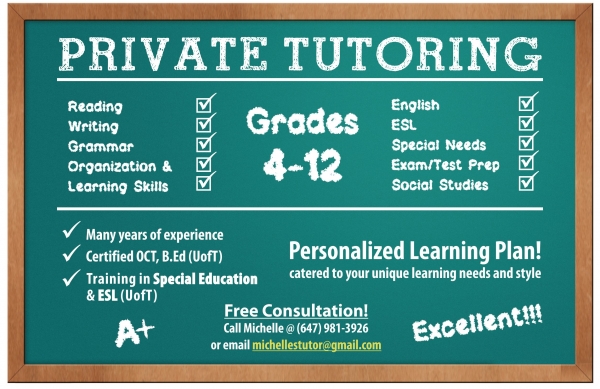 PRIVATE TUTORING
Reading
Writing
Grammar
Organization &
Learning Skills
Grades
4-12
English
ESL
Special Needs
Exam/Test Prep
Social Studies
Many years of experience
Certified OCT, B.Ed (UofT)
Training in Special Education
& ESL (UofT)
Personalized Learning Plan!
catered to your unique learning needs and style
A+
Free Consultation!
Call Michelle @ (647) 981-3926
or email michellestutor@gmail.com
Excellent!!!